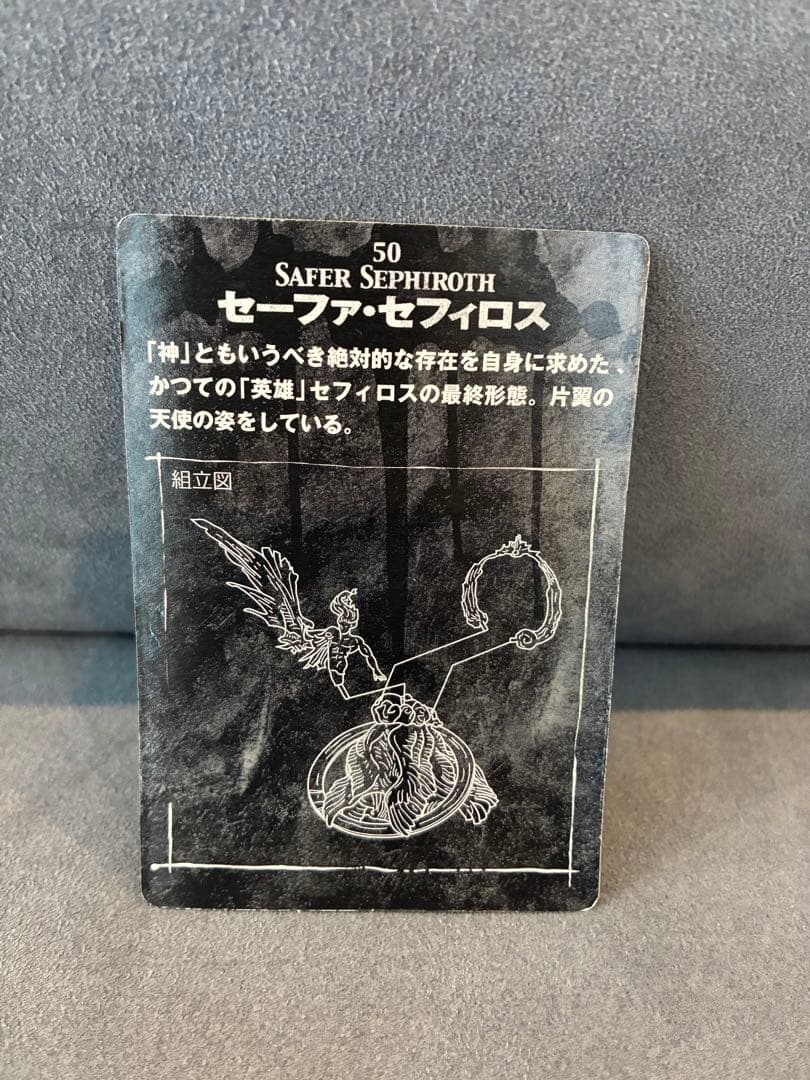 50
SAFER SEPHIROTH
セーファ・セフィロス
「神」ともいうべき絶対的な存在を自身に求めた、
かつての「英雄」セフィロスの最終形態。片翼の
天使の姿をしている。
組立図